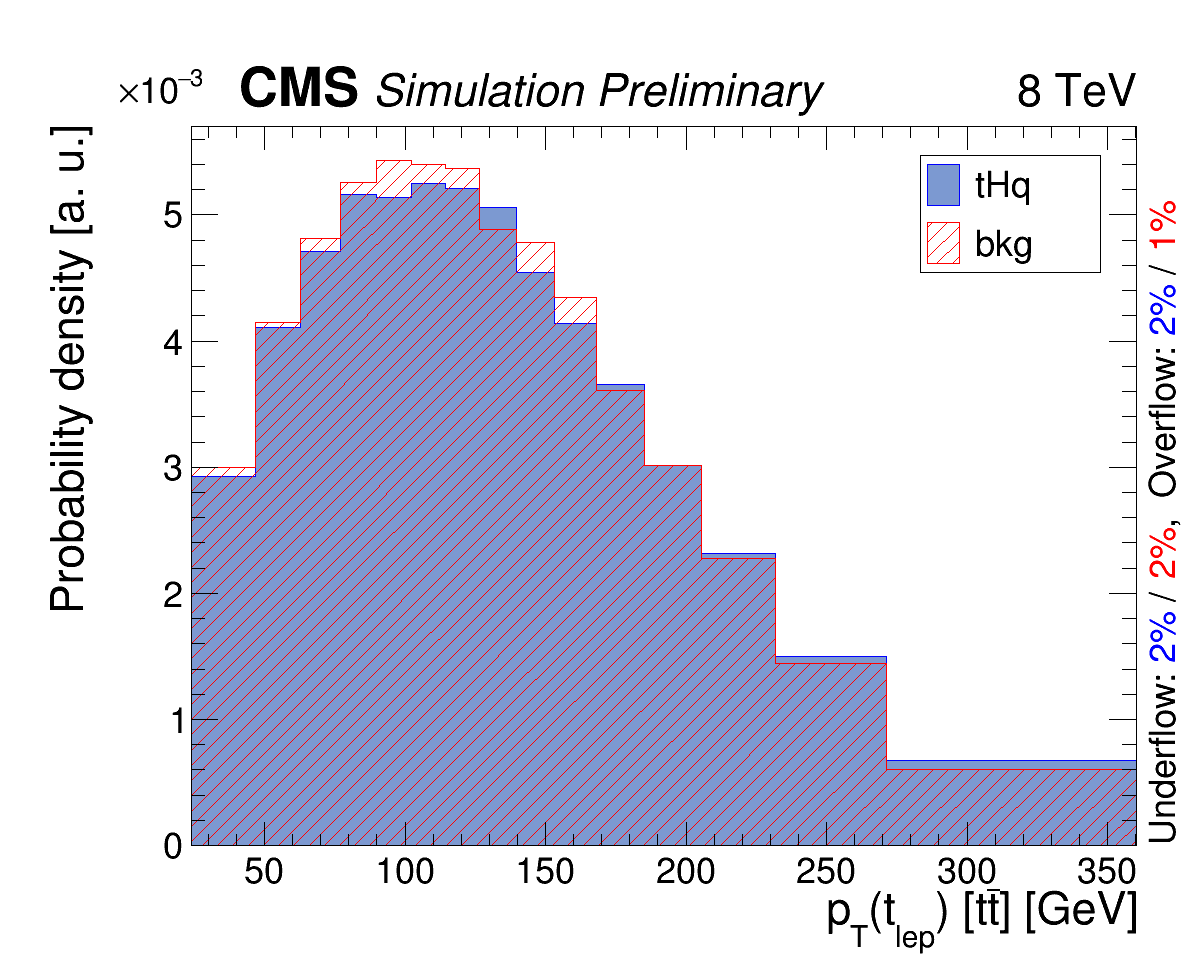 ×10⁻³ CMS Simulation Preliminary 8 TeV
Probability density [a. u.]
5
4
3
2
1
0
tHq
bkg
50 100 150 200 250 300 350
p_T(t_lep) [tt̄] [GeV]
Underflow: 2% / 2%, Overflow: 2% / 1%